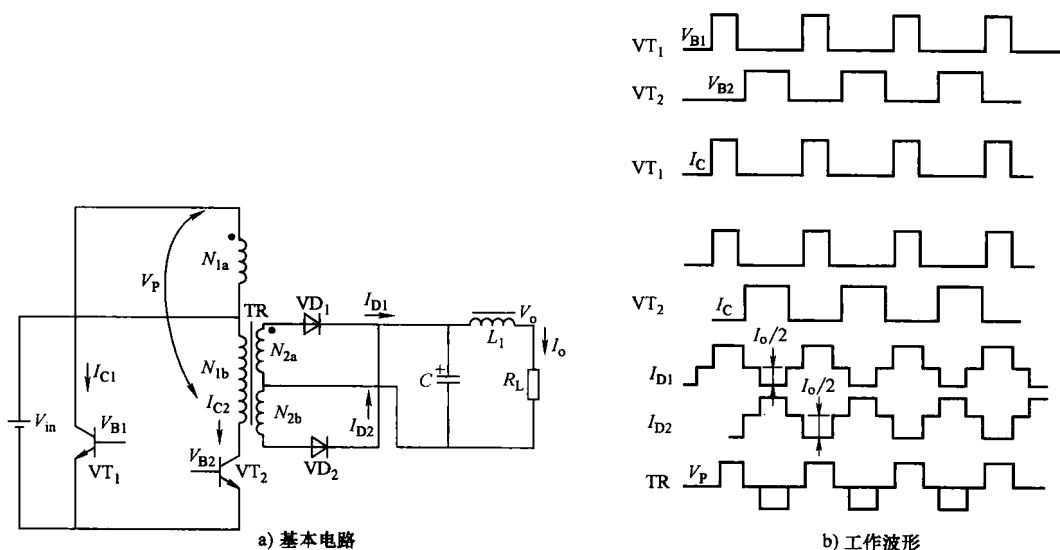 N1a
VP
TR
VD1
ID1
Vo
L1
Io
N2a
N1b
IC1
IC2
C
+
RL
N2b
ID2
Vin
VB1
VB2
VT1
VT2
VD2
a) 基本电路
VT1 VB1
VT2 VB2
VT1 IC
VT2 IC
ID1 Io/2
ID2 Io/2
TR VP
b) 工作波形